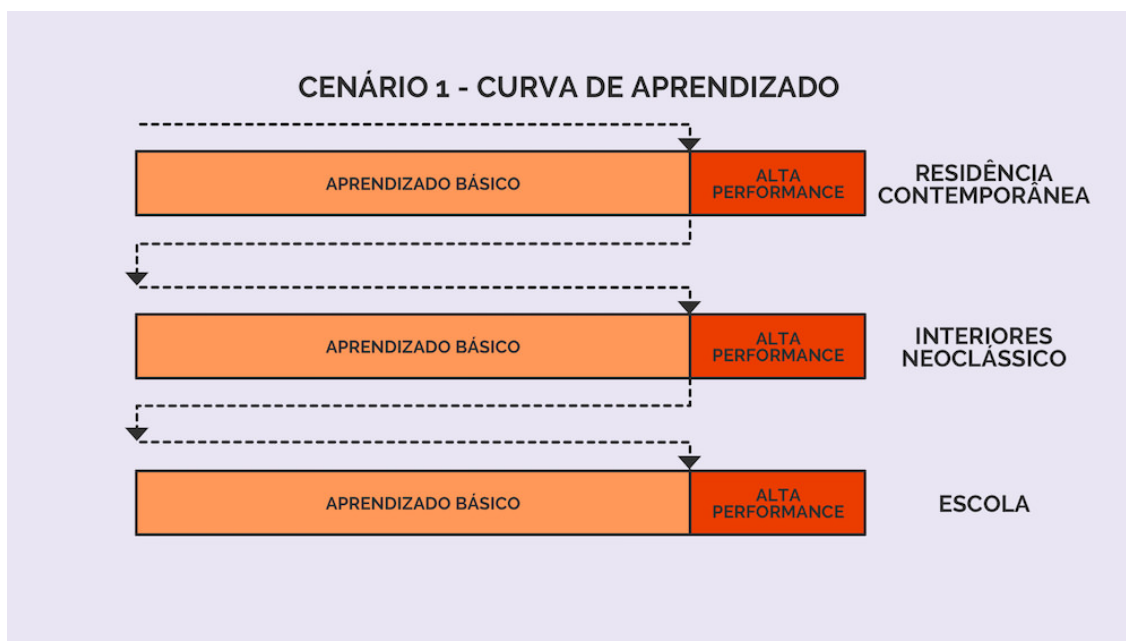 CENÁRIO 1 - CURVA DE APRENDIZADO
APRENDIZADO BÁSICO
ALTA
PERFORMANCE
RESIDÊNCIA
CONTEMPORÂNEA
APRENDIZADO BÁSICO
ALTA
PERFORMANCE
INTERIORES
NEOCLÁSSICO
APRENDIZADO BÁSICO
ALTA
PERFORMANCE
ESCOLA